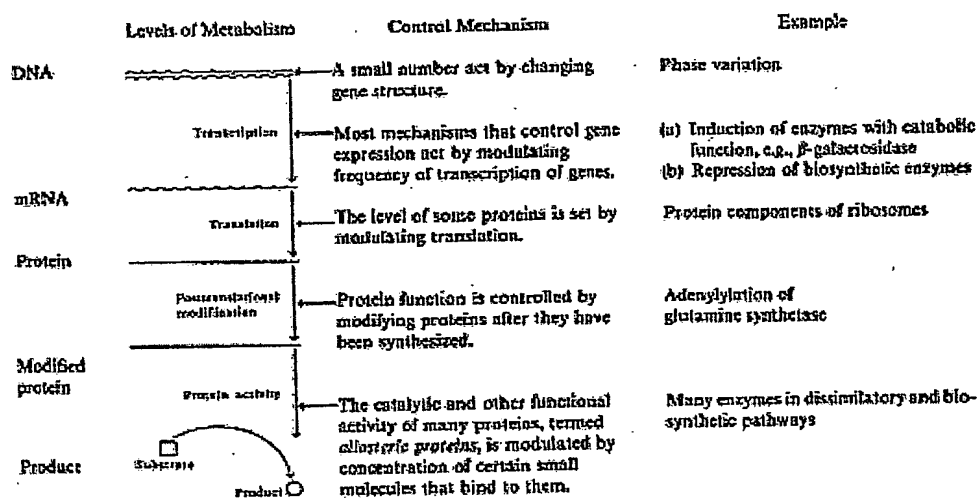 Levels of Metabolism Control Mechanism Example
DNA
A small number act by changing
gene structure.
Phase variation
Transcription
Most mechanisms that control gene
expression act by modulating
frequency of transcription of genes.
(a) Induction of enzymes with catabolic
function, e.g., β-galactosidase
(b) Repression of biosynthetic enzymes
mRNA
Translation
The level of some proteins is set by
modulating translation.
Protein components of ribosomes
Protein
Posttranslational
modification
Protein function is controlled by
modifying proteins after they have
been synthesized.
Adenylylation of
glutamine synthetase
Modified
protein
Protein activity
The catalytic and other functional
activity of many proteins, termed
allosteric proteins, is modulated by
concentration of certain small
molecules that bind to them.
Many enzymes in dissimilatory and bio-
synthetic pathways
Product
Substrate
Product